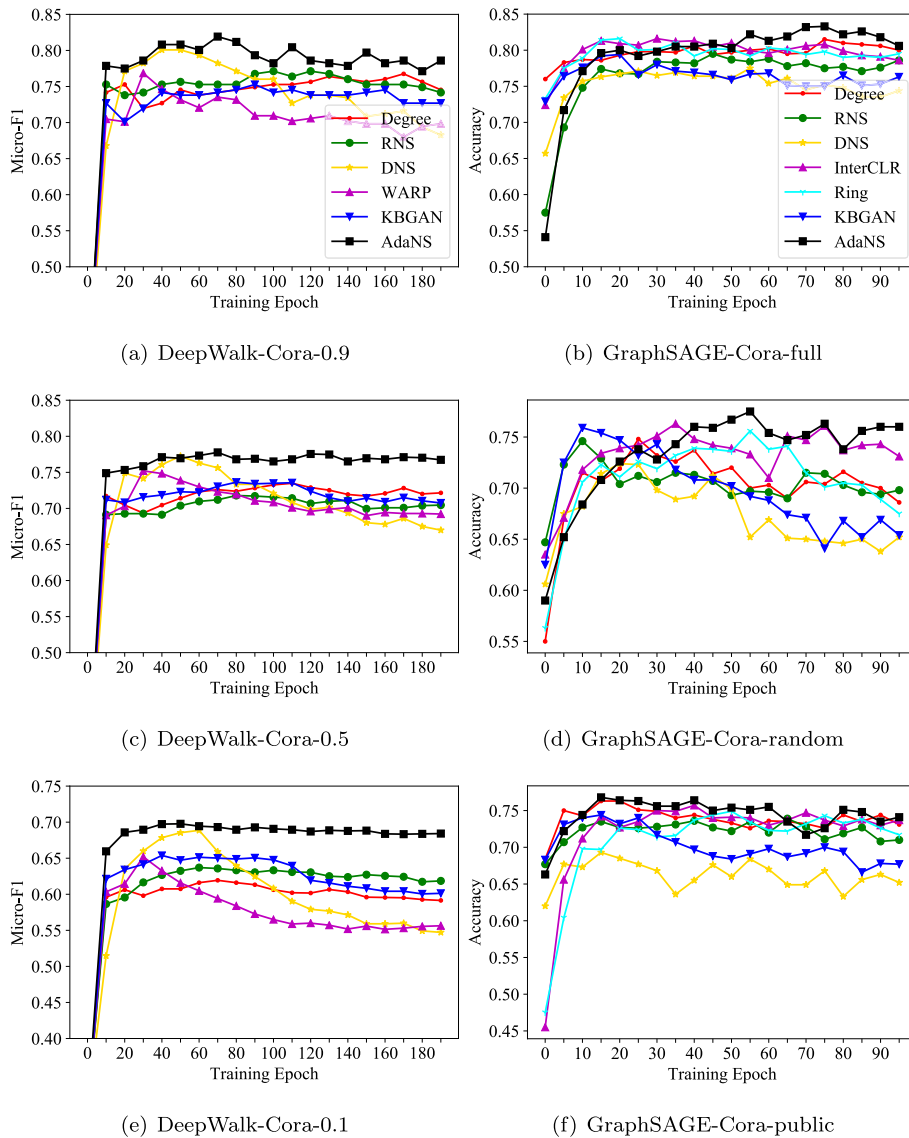 0.85
0.80
0.75
0.70
0.65
0.60
0.55
0.50
Micro-F1
0 20 40 60 80 100 120 140 160 180
Training Epoch
Degree
RNS
DNS
WARP
KBGAN
AdaNS
(a) DeepWalk-Cora-0.9
0.85
0.80
0.75
0.70
0.65
0.60
0.55
0.50
Accuracy
0 10 20 30 40 50 60 70 80 90
Training Epoch
Degree
RNS
DNS
InterCLR
Ring
KBGAN
AdaNS
(b) GraphSAGE-Cora-full
0.85
0.80
0.75
0.70
0.65
0.60
0.55
0.50
Micro-F1
0 20 40 60 80 100 120 140 160 180
Training Epoch
(c) DeepWalk-Cora-0.5
0.75
0.70
0.65
0.60
0.55
Accuracy
0 10 20 30 40 50 60 70 80 90
Training Epoch
(d) GraphSAGE-Cora-random
0.75
0.70
0.65
0.60
0.55
0.50
0.45
0.40
Micro-F1
0 20 40 60 80 100 120 140 160 180
Training Epoch
(e) DeepWalk-Cora-0.1
0.75
0.70
0.65
0.60
0.55
0.50
0.45
Accuracy
0 10 20 30 40 50 60 70 80 90
Training Epoch
(f) GraphSAGE-Cora-public